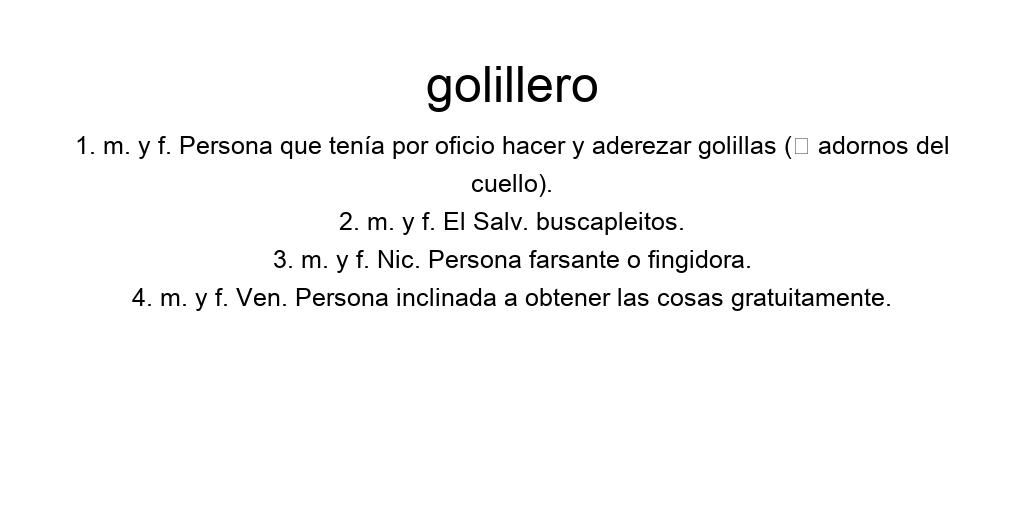 golillero
1. m. y f. Persona que tenía por oficio hacer y aderezar golillas (□ adornos del
cuello).
2. m. y f. El Salv. buscapleitos.
3. m. y f. Nic. Persona farsante o fingidora.
4. m. y f. Ven. Persona inclinada a obtener las cosas gratuitamente.